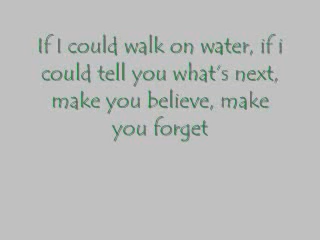 If I could walk on water, if i
could tell you what's next,
make you believe, make
you forget